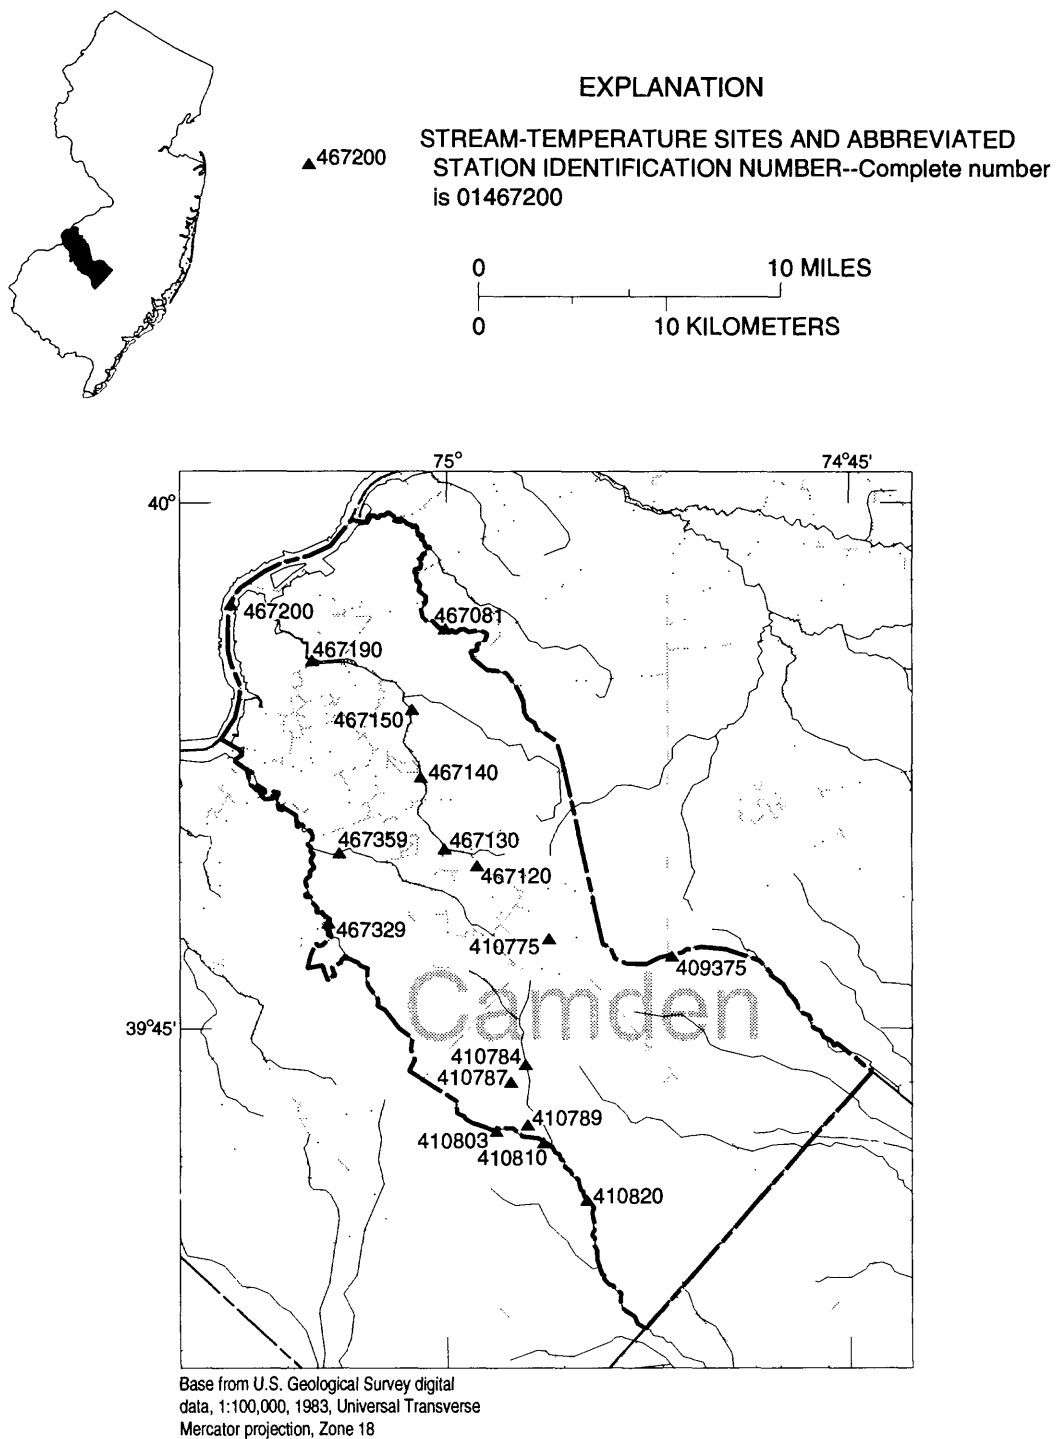 EXPLANATION
467200
STREAM-TEMPERATURE SITES AND ABBREVIATED
STATION IDENTIFICATION NUMBER--Complete number
is 01467200
0 10 MILES
0 10 KILOMETERS
75° 74°45'
40°
467200
467081
467190
467150
467140
467359
467130
467120
467329
410775
409375
Camden
39°45'
410784
410787
410789
410803
410810
410820
Base from U.S. Geological Survey digital
data, 1:100,000, 1983, Universal Transverse
Mercator projection, Zone 18